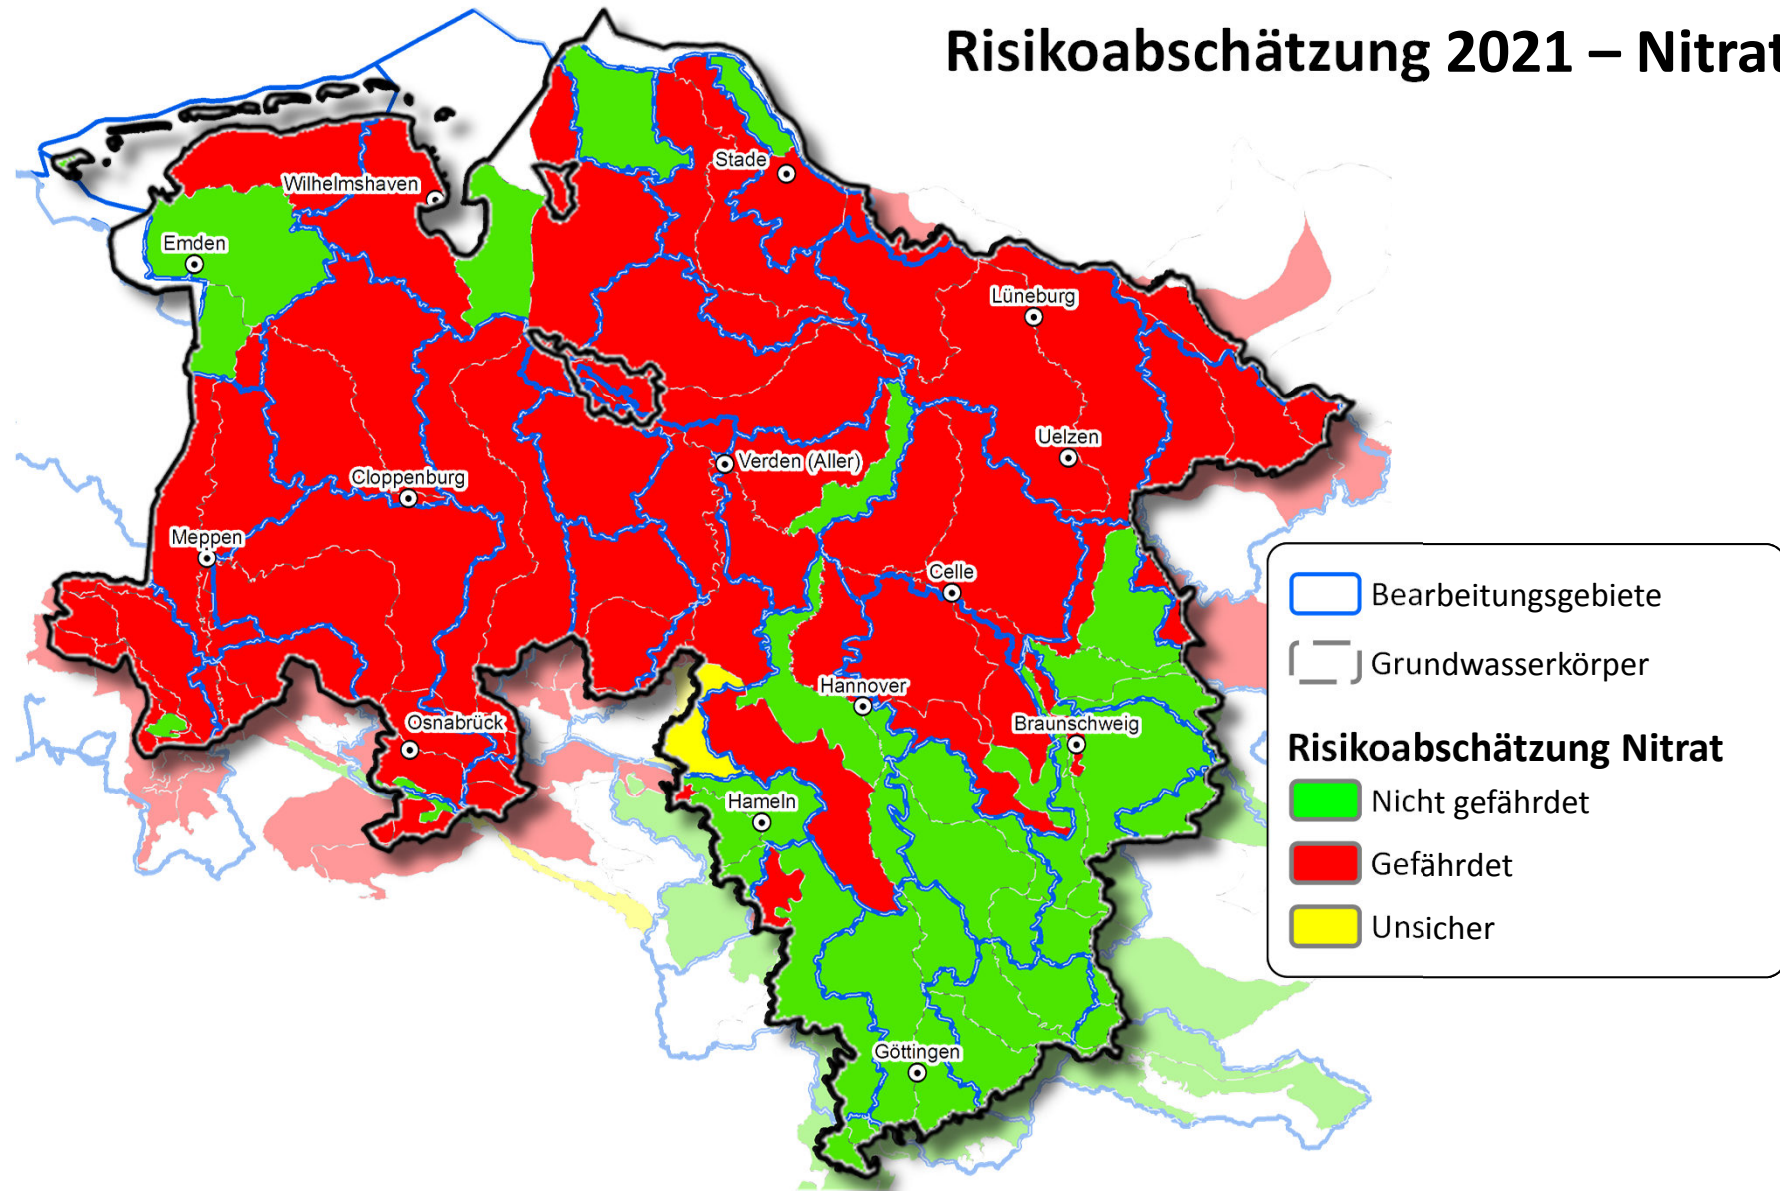 Risikoabschätzung 2021 – Nitrat
Stade
Wilhelmshaven
Emden
Lüneburg
Uelzen
Verden (Aller)
Cloppenburg
Meppen
Celle
Hannover
Osnabrück
Braunschweig
Hameln
Göttingen
Bearbeitungsgebiete
Grundwasserkörper
Risikoabschätzung Nitrat
Nicht gefährdet
Gefährdet
Unsicher